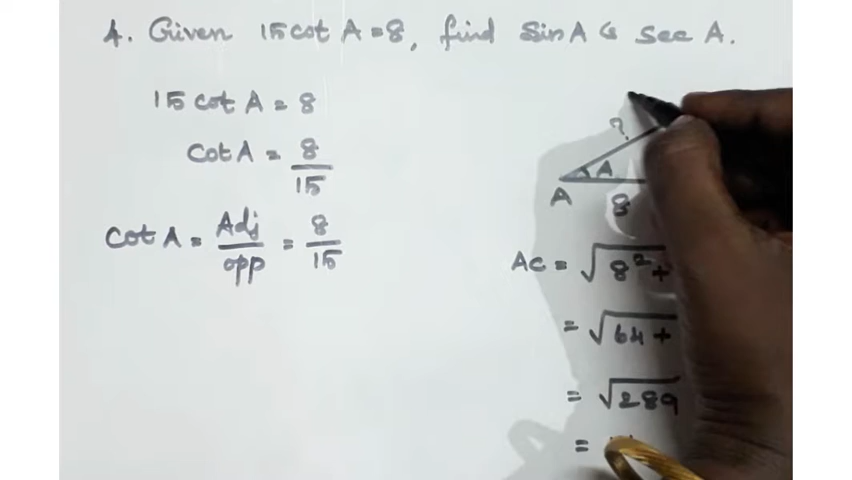 4. Given 15 cot A = 8, find sin A & sec A.
15 cot A = 8
cot A = 8/15
cot A = Adj/opp = 8/15
?
A
A
8
AC = √8² +
= √64 +
= √289
=